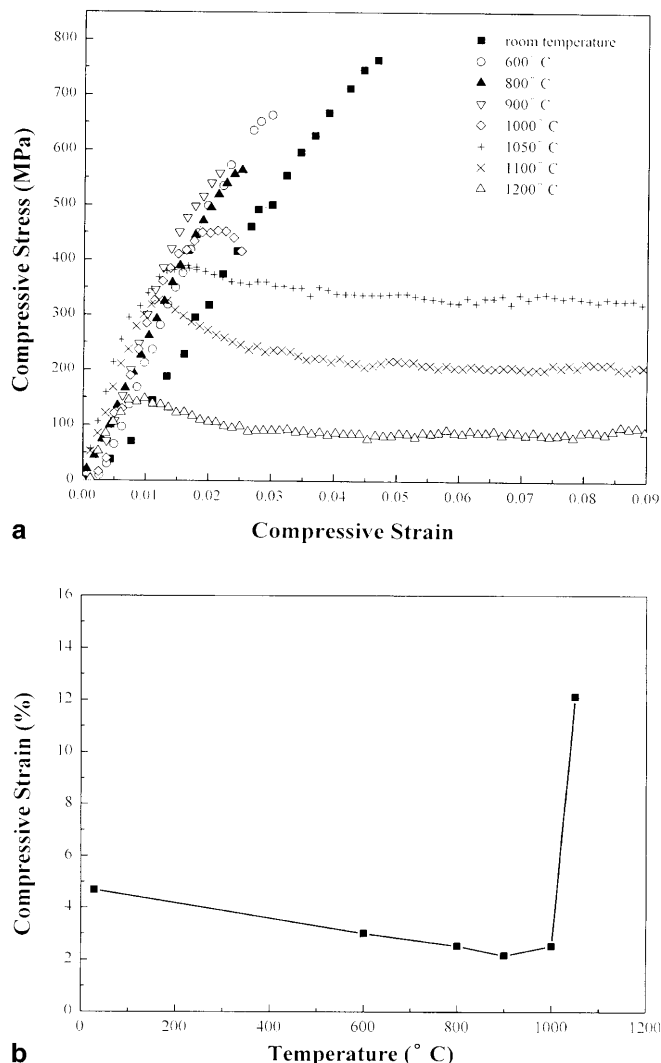 800
700
600
500
400
300
200
100
0
Compressive Stress (MPa)
room temperature
600° C
800° C
900° C
1000° C
1050° C
1100° C
1200° C
0.00 0.01 0.02 0.03 0.04 0.05 0.06 0.07 0.08 0.09
a
Compressive Strain
16
14
12
10
8
6
4
2
0
Compressive Strain (%)
0 200 400 600 800 1000 1200
b
Temperature (° C)